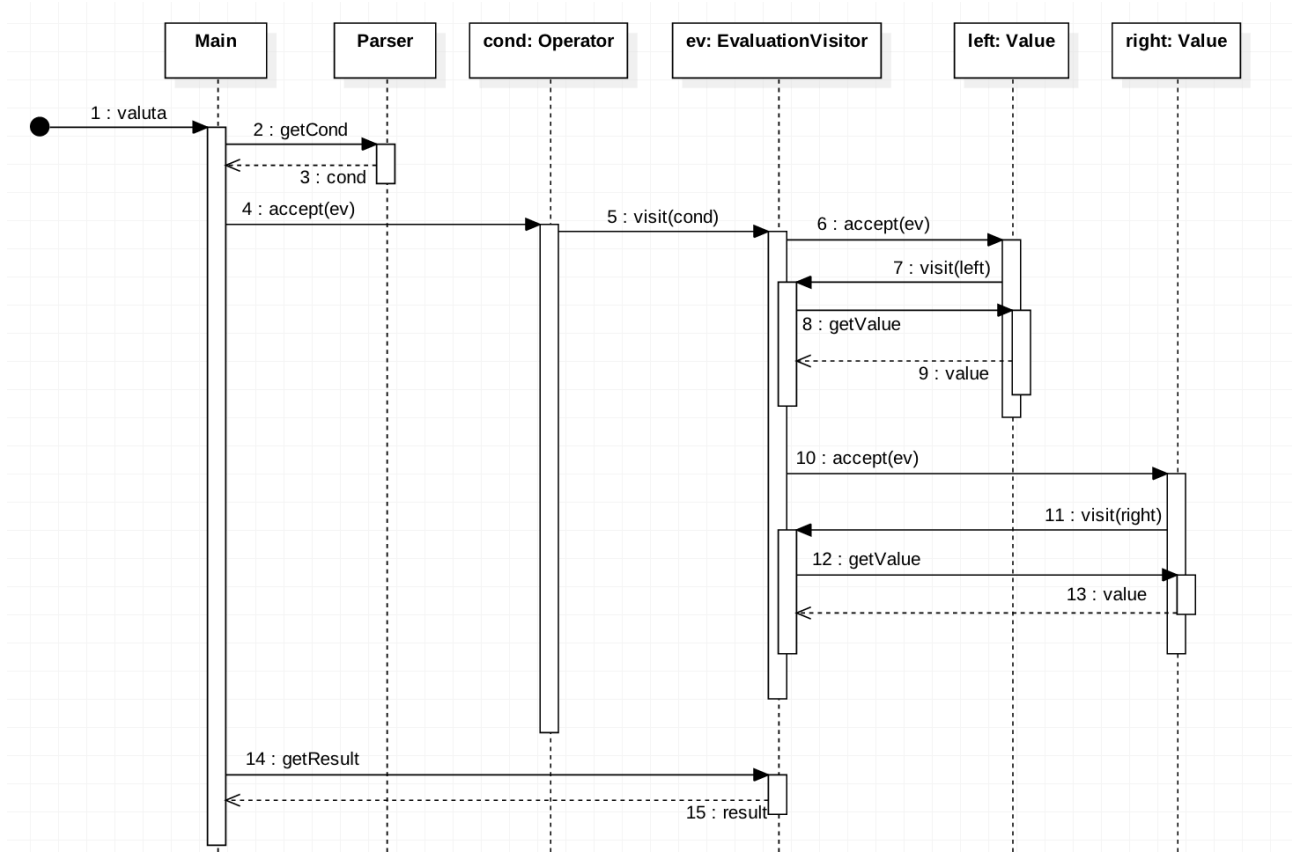 Main
Parser
cond: Operator
ev: EvaluationVisitor
left: Value
right: Value
1 : valuta
2 : getCond
3 : cond
4 : accept(ev)
5 : visit(cond)
6 : accept(ev)
7 : visit(left)
8 : getValue
9 : value
10 : accept(ev)
11 : visit(right)
12 : getValue
13 : value
14 : getResult
15 : result